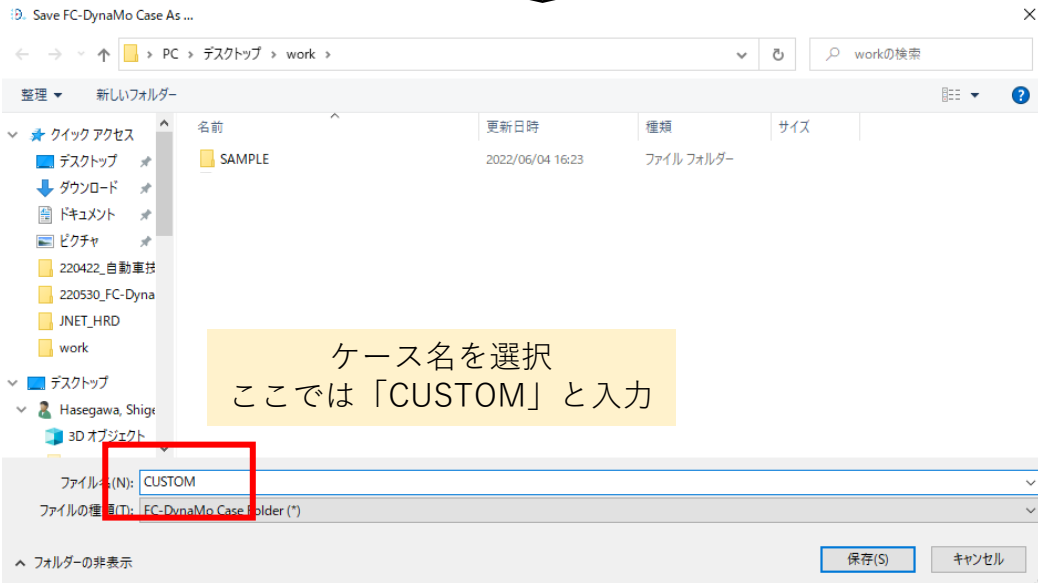 Save FC-DynaMo Case As ...
PC › デスクトップ › work ›
workの検索
整理 新しいフォルダー
名前 更新日時 種類 サイズ
クイック アクセス
SAMPLE 2022/06/04 16:23 ファイル フォルダー
デスクトップ
ダウンロード
ドキュメント
ピクチャ
220422_自動車技
220530_FC-Dyna
JNET_HRD
work
ケース名を選択
ここでは「CUSTOM」と入力
デスクトップ
Hasegawa, Shige
3D オブジェクト
ファイル名(N): CUSTOM
ファイルの種類(T): FC-DynaMo Case Folder (*)
フォルダーの非表示
保存(S) キャンセル